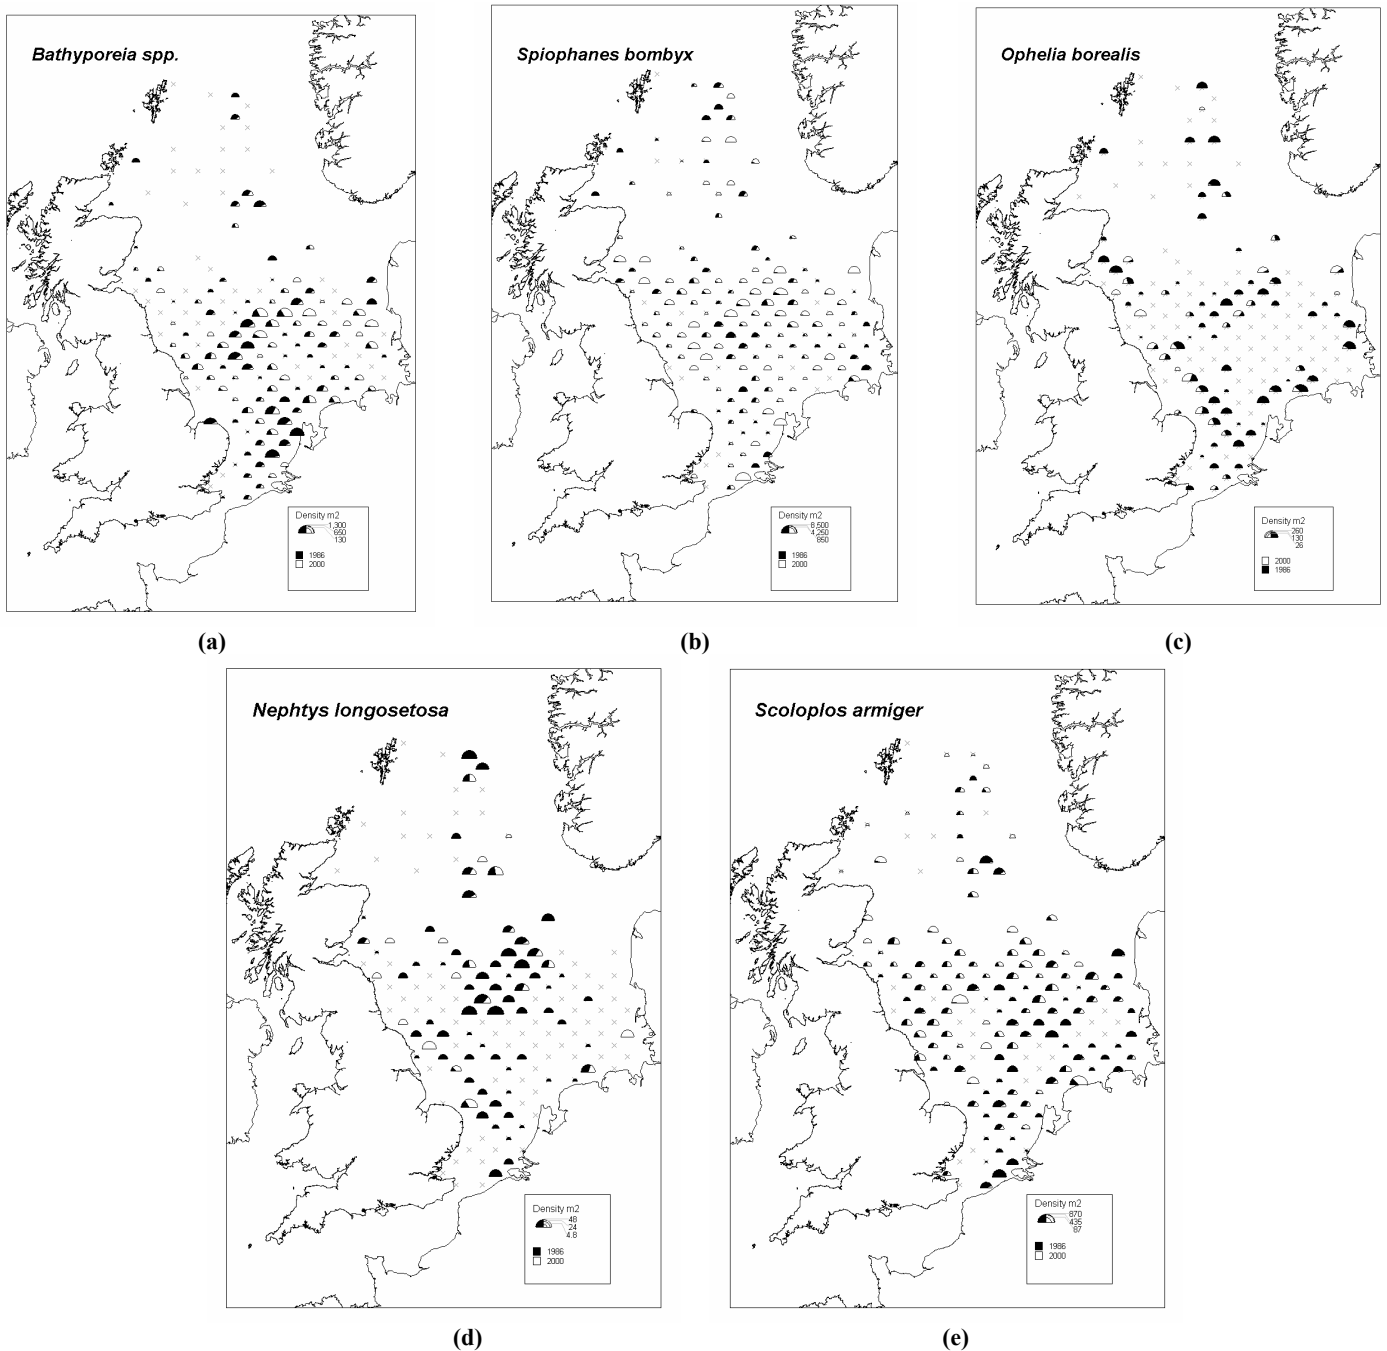 Bathyporeia spp.
Density m2
1,300
650
130
1986
2000
(a)
Spiophanes bombyx
Density m2
8,500
4,250
850
1986
2000
(b)
Ophelia borealis
Density m2
260
130
26
2000
1986
(c)
Nephtys longosetosa
Density m2
48
24
4.8
1986
2000
(d)
Scoloplos armiger
Density m2
870
435
87
1986
2000
(e)